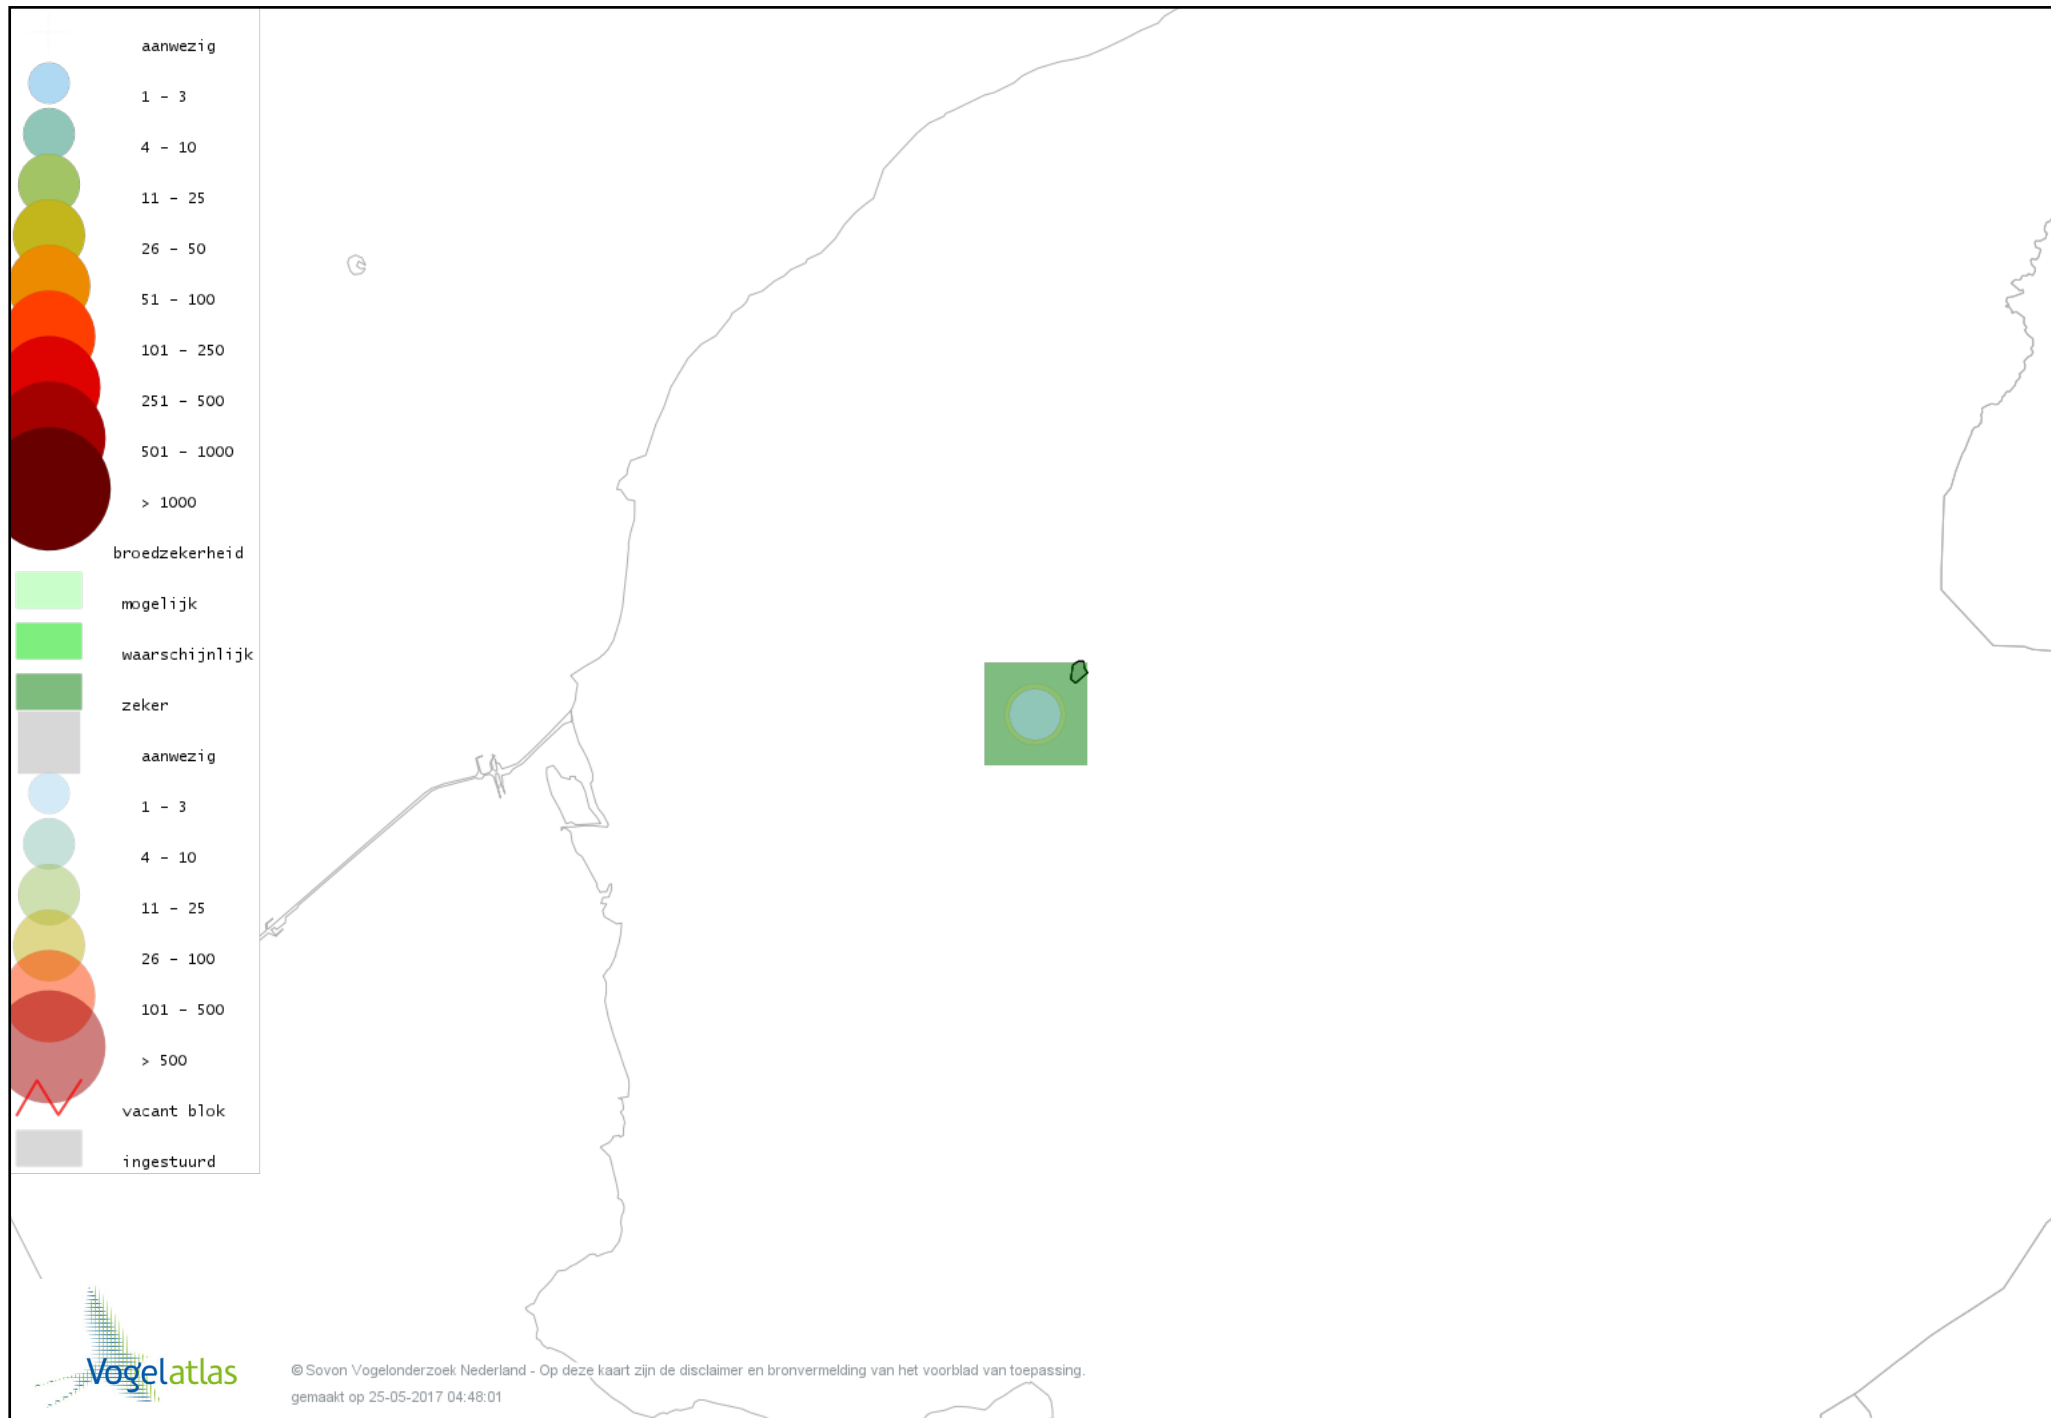 aanwezig
1 - 3
4 - 10
11 - 25
26 - 50
51 - 100
101 - 250
251 - 500
501 - 1000
> 1000
broedzekerheid
mogelijk
waarschijnlijk
zeker
aanwezig
1 - 3
4 - 10
11 - 25
26 - 100
101 - 500
> 500
vacant blok
ingestuurd
Vogelatlas
© Sovon Vogelonderzoek Nederland - Op deze kaart zijn de disclaimer en bronvermelding van het voorblad van toepassing.
gemaakt op 25-05-2017 04:48:01